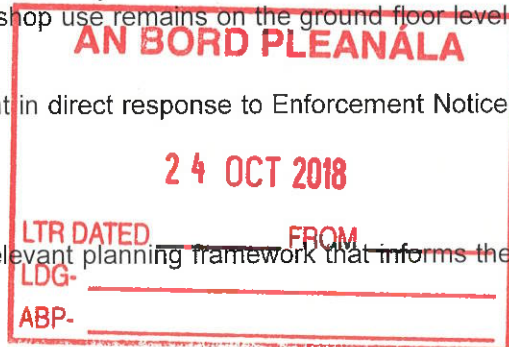 shop use remains on the ground floor level
AN BORD PLEANÁLA
t in direct response to Enforcement Notice
24 OCT 2018
LTR DATED FROM
elevant planning framework that informs the
LDG-
ABP-